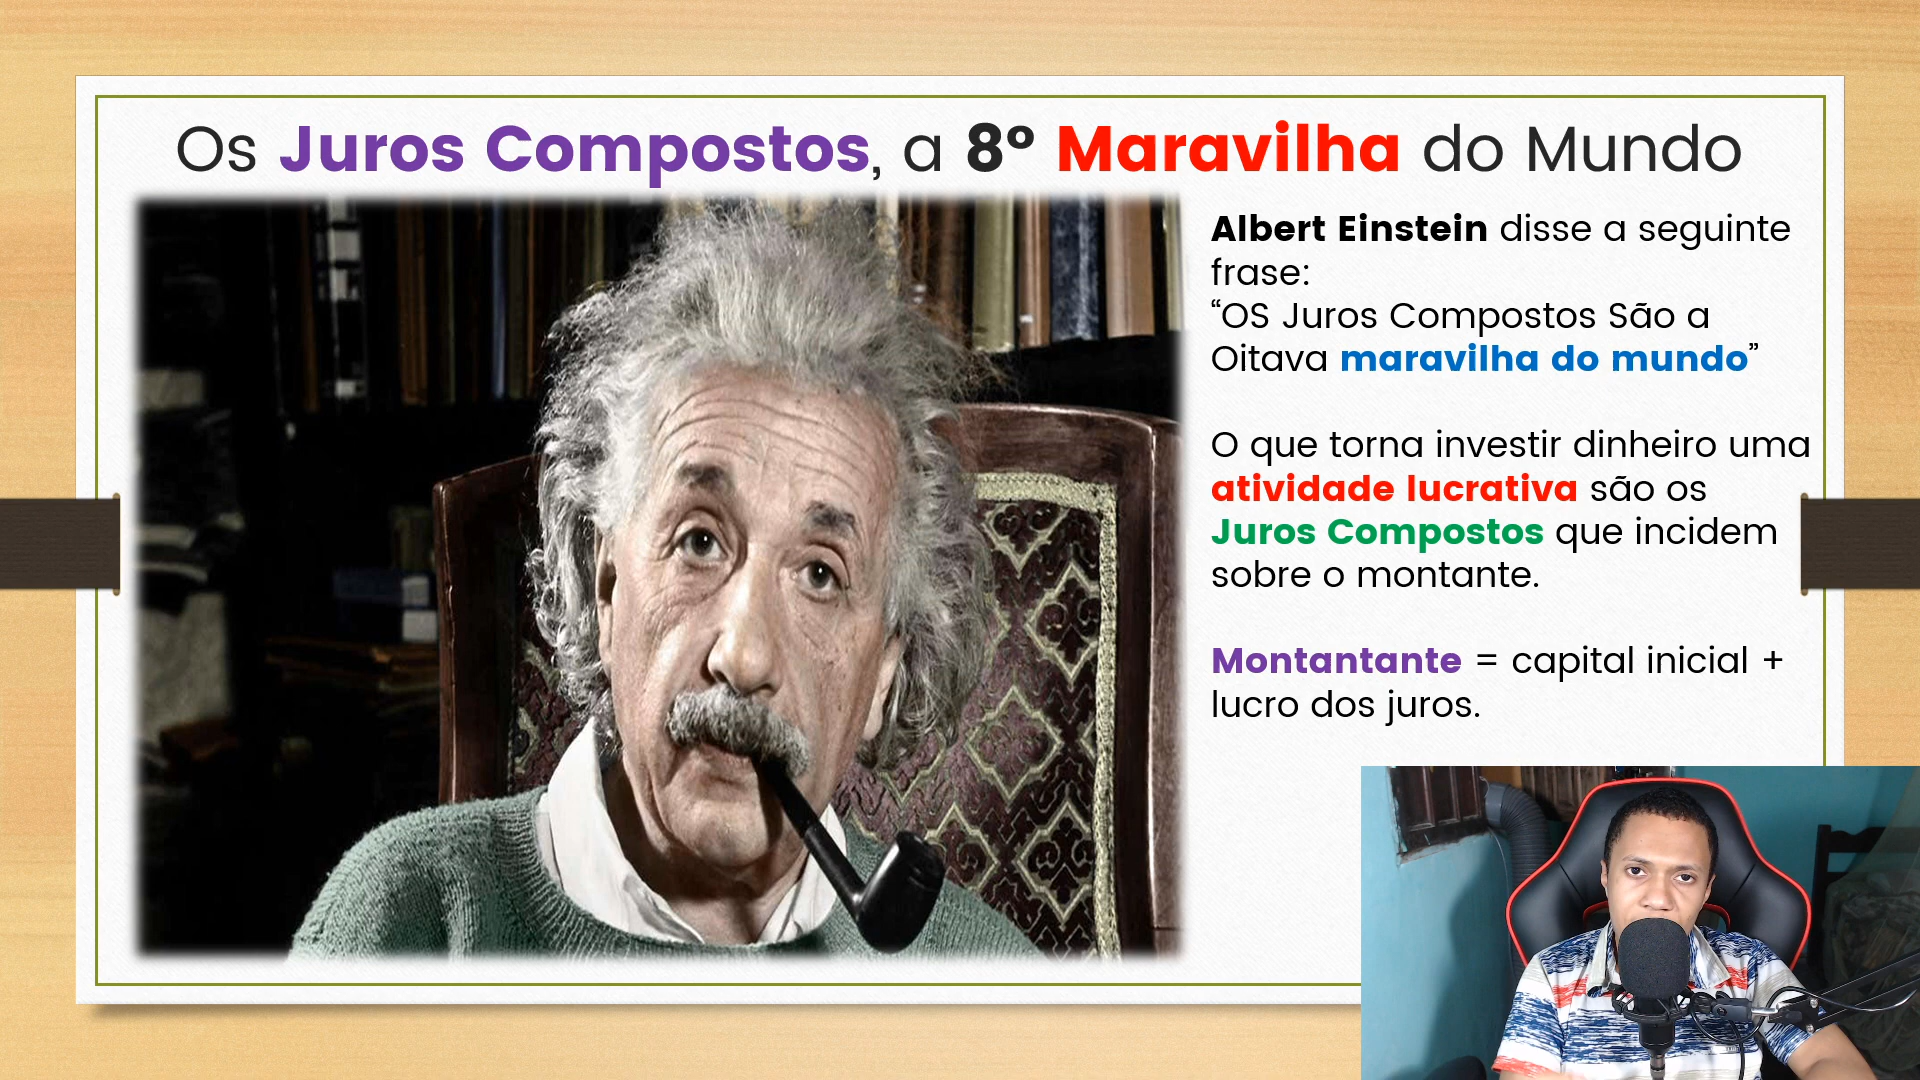 Os Juros Compostos, a 8º Maravilha do Mundo
Albert Einstein disse a seguinte
frase:
“OS Juros Compostos São a
Oitava maravilha do mundo”
O que torna investir dinheiro uma
atividade lucrativa são os
Juros Compostos que incidem
sobre o montante.
Montantante = capital inicial +
lucro dos juros.